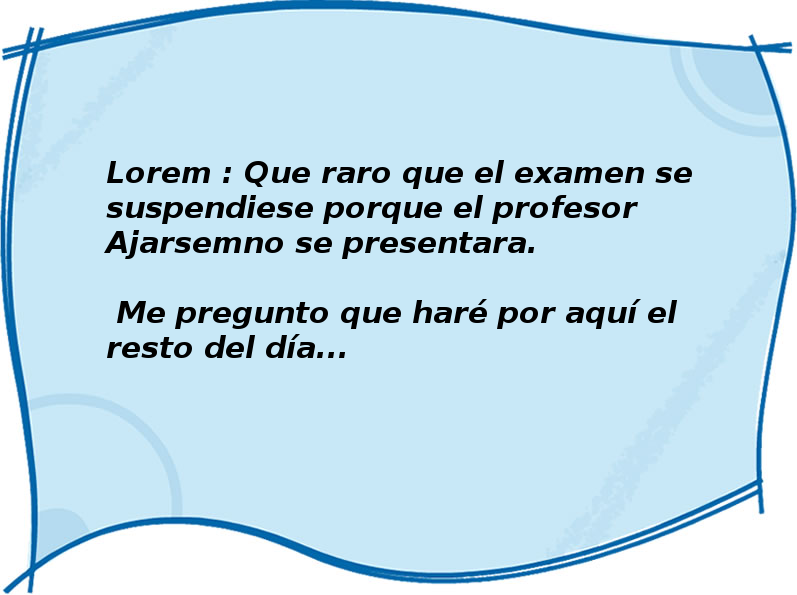 Lorem : Que raro que el examen se
suspendiese porque el profesor
Ajarsemno se presentara.
Me pregunto que haré por aquí el
resto del día...